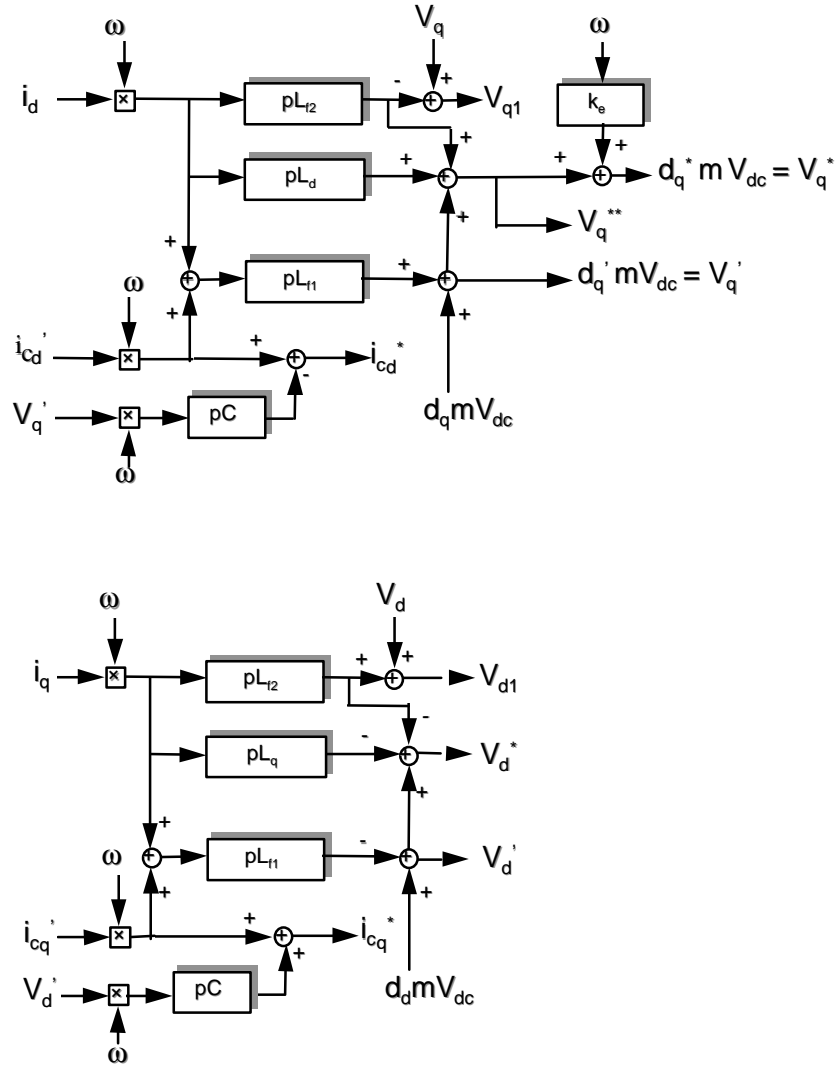 ω V_q ω
i_d × pL_f2 - + + V_q1 k_e
+ +
pL_d + + + + d_q^* m V_dc = V_q^*
+ V_q^**
+ + pL_f1 + + d_q' mV_dc = V_q'
ω + +
i_cd' × + + i_cd^*
-
V_q' × pC d_q mV_dc
ω
ω V_d
i_q × pL_f2 + + + V_d1
-
pL_q - + V_d^*
+ +
+ pL_f1 - + V_d'
ω + +
i_cq' × + + i_cq^*
+
V_d' × pC d_d mV_dc
ω